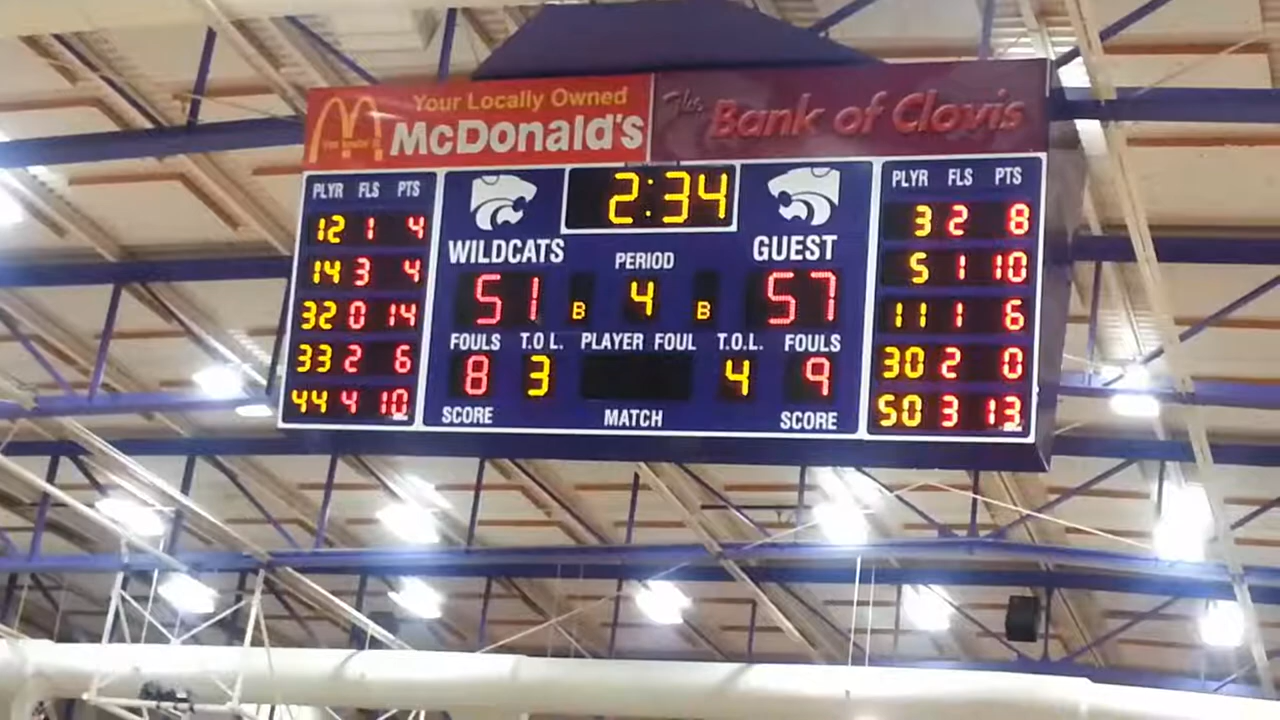 Your Locally Owned
McDonald's
The Bank of Clovis
PLYR FLS PTS
12 1 4
14 3 4
32 0 14
33 2 6
44 4 10
2:34
WILDCATS
GUEST
PERIOD
51 B 4 B 57
FOULS T.O.L. PLAYER FOUL T.O.L. FOULS
8 3 4 9
SCORE MATCH SCORE
PLYR FLS PTS
3 2 8
5 1 10
11 1 6
30 2 0
50 3 13